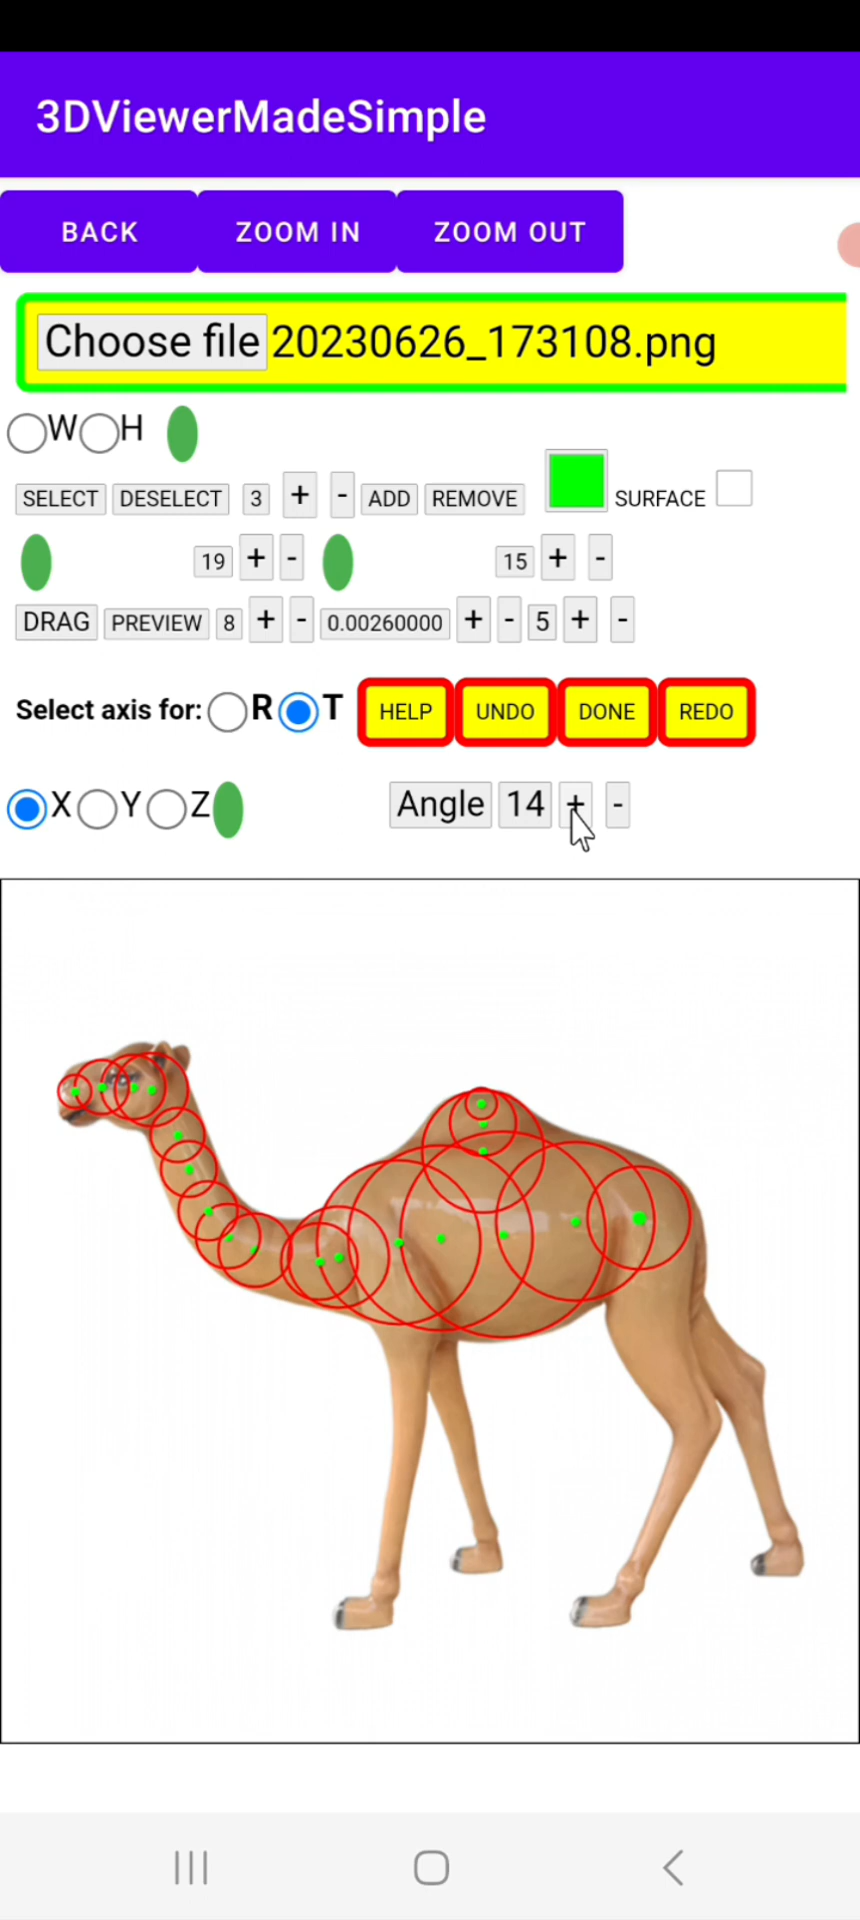 3DViewerMadeSimple
BACK ZOOM IN ZOOM OUT
Choose file 20230626_173108.png
W H
SELECT DESELECT 3 + - ADD REMOVE SURFACE
19 + - 15 + -
DRAG PREVIEW 8 + - 0.00260000 + - 5 + -
Select axis for: R T HELP UNDO DONE REDO
X Y Z Angle 14 + -